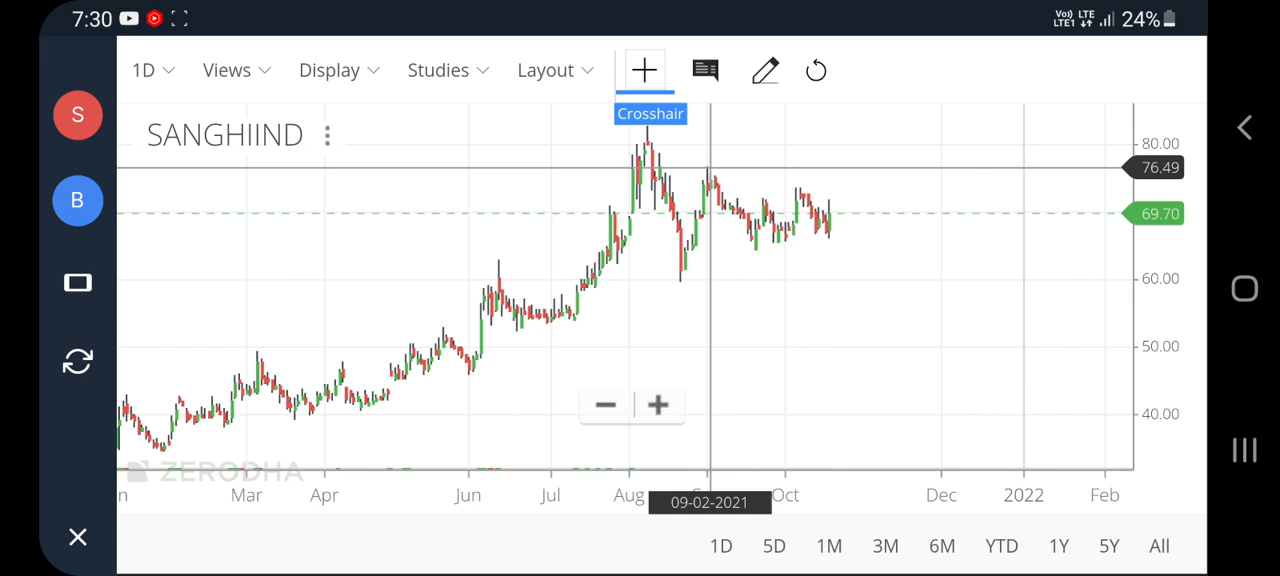 7:30 Vo) LTE LTE1 24%
1D Views Display Studies Layout
Crosshair
S SANGHIIND
80.00
76.49
B
69.70
60.00
50.00
40.00
ZERODHA
n Mar Apr Jun Jul Aug Oct Dec 2022 Feb
09-02-2021
1D 5D 1M 3M 6M YTD 1Y 5Y All